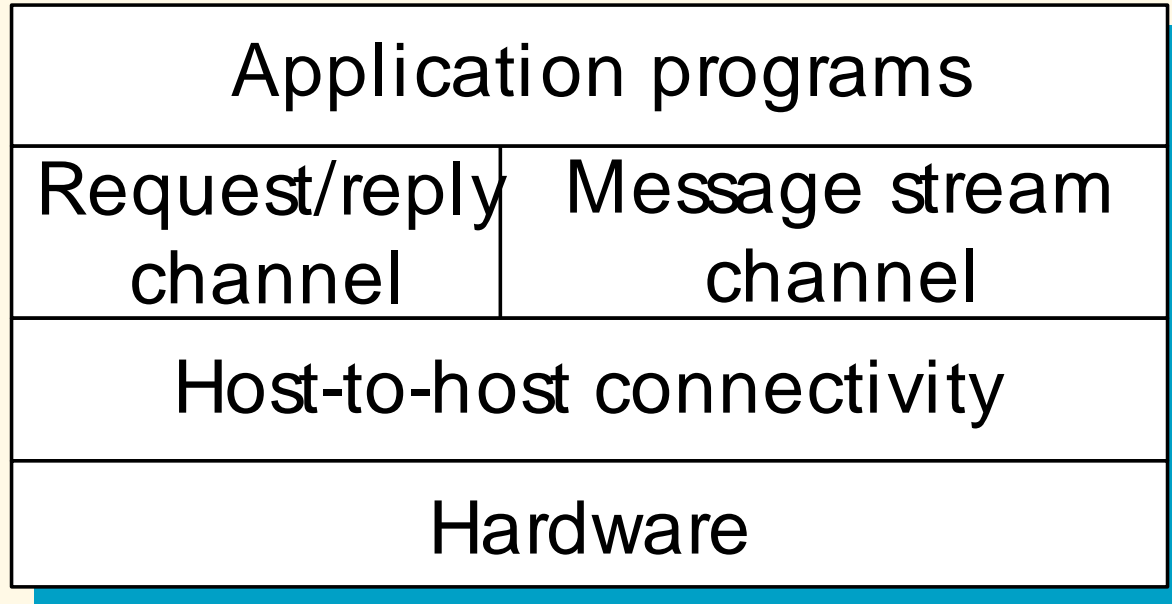 Application programs
Request/reply
channel
Message stream
channel
Host-to-host connectivity
Hardware